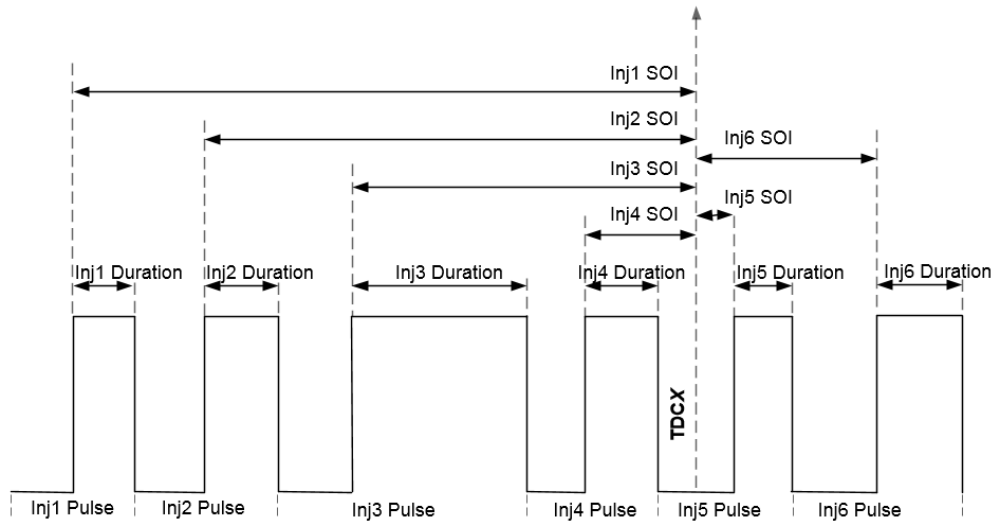 Inj1 SOI
Inj2 SOI
Inj6 SOI
Inj3 SOI
Inj5 SOI
Inj4 SOI
Inj1 Duration
Inj2 Duration
Inj3 Duration
Inj4 Duration
Inj5 Duration
Inj6 Duration
TDCX
Inj1 Pulse
Inj2 Pulse
Inj3 Pulse
Inj4 Pulse
Inj5 Pulse
Inj6 Pulse